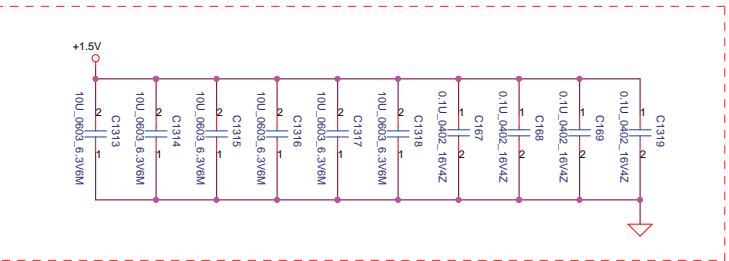 +1.5V
10U_0603_6.3V6M
2
1
C1313
10U_0603_6.3V6M
2
1
C1314
10U_0603_6.3V6M
2
1
C1315
10U_0603_6.3V6M
2
1
C1316
10U_0603_6.3V6M
2
1
C1317
10U_0603_6.3V6M
2
1
C1318
0.1U_0402_16V4Z
1
2
C167
0.1U_0402_16V4Z
1
2
C168
0.1U_0402_16V4Z
1
2
C169
0.1U_0402_16V4Z
1
2
C1319